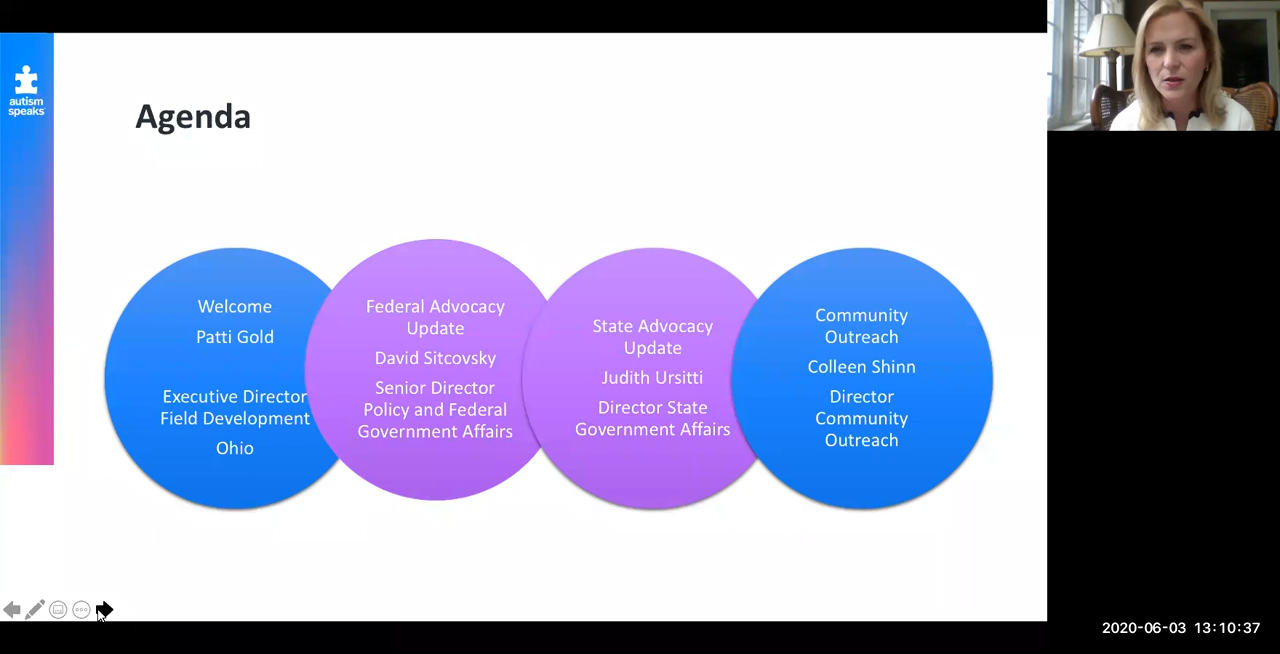 autism
speaks
Agenda
Welcome
Patti Gold
Executive Director
Field Development
Ohio
Federal Advocacy
Update
David Sitcovsky
Senior Director
Policy and Federal
Government Affairs
State Advocacy
Update
Judith Ursitti
Director State
Government Affairs
Community
Outreach
Colleen Shinn
Director
Community
Outreach
2020-06-03 13:10:37